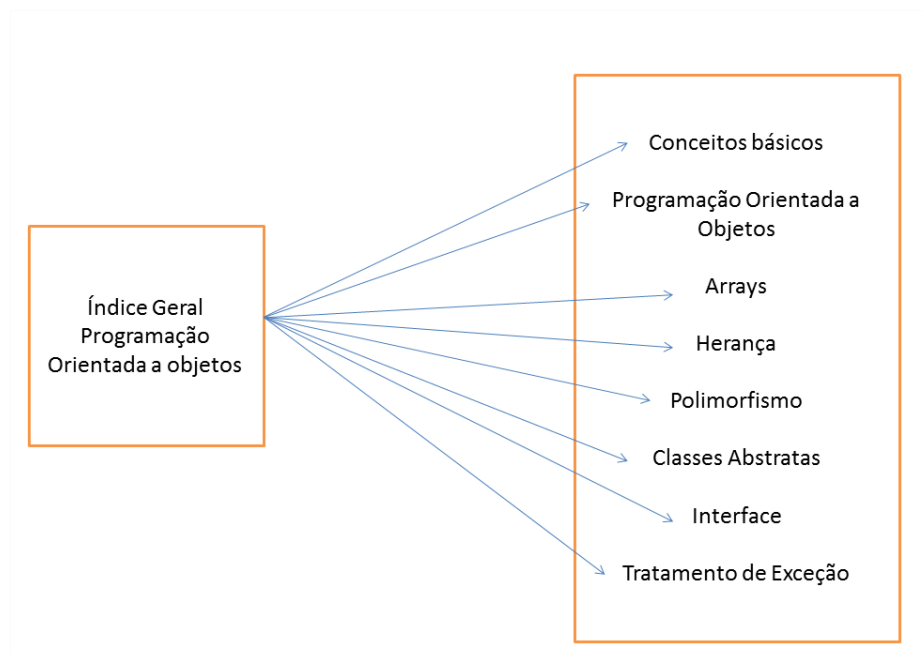 Índice Geral
Programação
Orientada a objetos
Conceitos básicos
Programação Orientada a
Objetos
Arrays
Herança
Polimorfismo
Classes Abstratas
Interface
Tratamento de Exceção